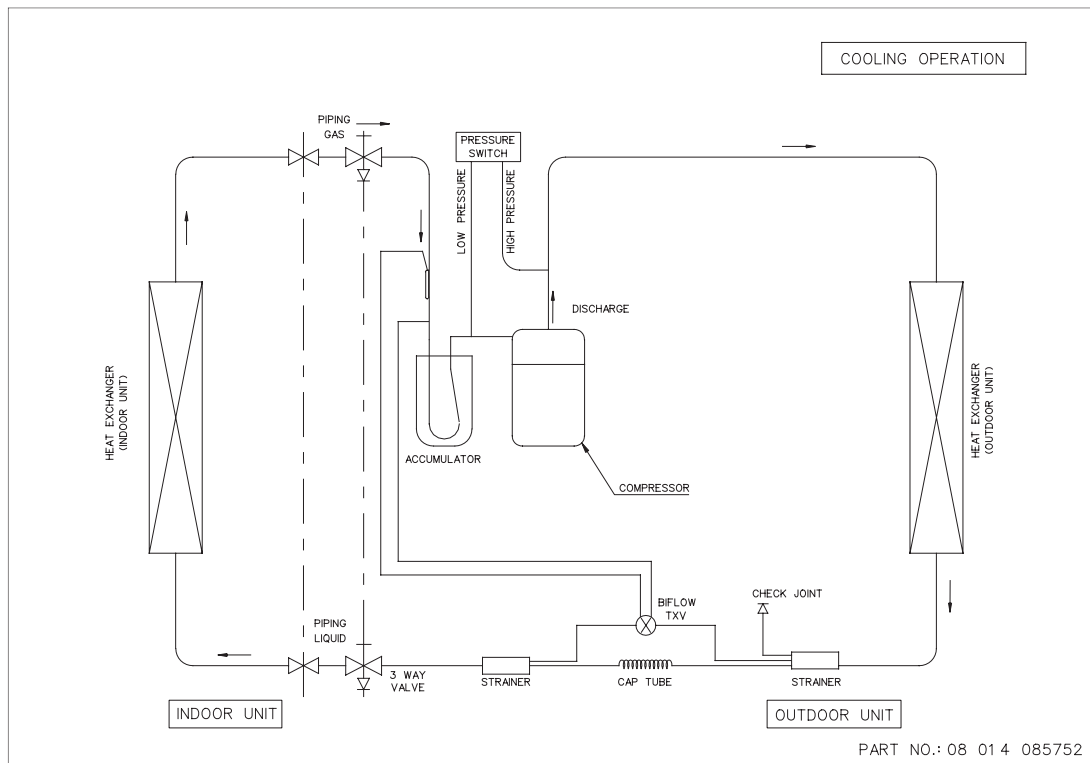 COOLING OPERATION
PIPING
GAS
PRESSURE
SWITCH
LOW PRESSURE
HIGH PRESSURE
DISCHARGE
HEAT EXCHANGER
(INDOOR UNIT)
HEAT EXCHANGER
(OUTDOOR UNIT)
ACCUMULATOR
COMPRESSOR
CHECK JOINT
BIFLOW
TXV
PIPING
LIQUID
3 WAY
VALVE
STRAINER
CAP TUBE
STRAINER
INDOOR UNIT
OUTDOOR UNIT
PART NO.: 08 014 085752